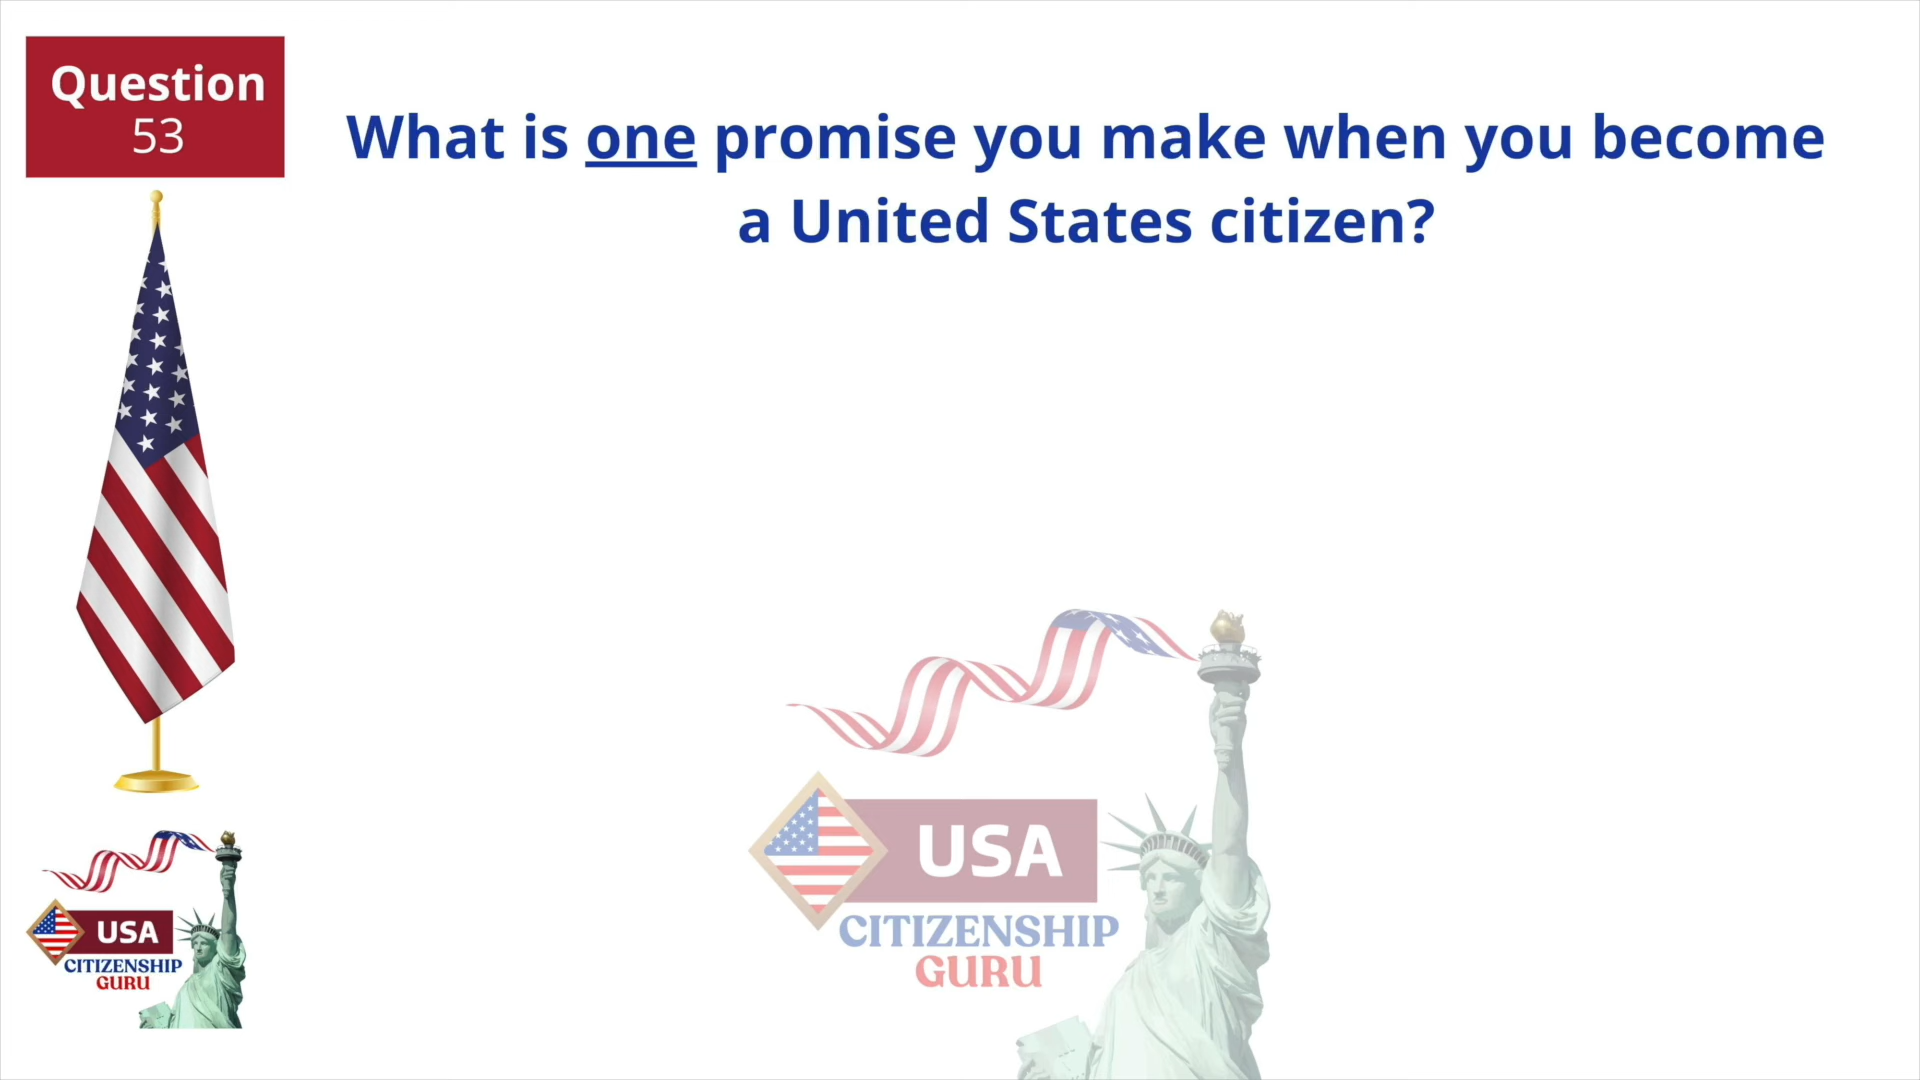 Question
53
What is one promise you make when you become
a United States citizen?
USA
CITIZENSHIP
GURU
USA
CITIZENSHIP
GURU